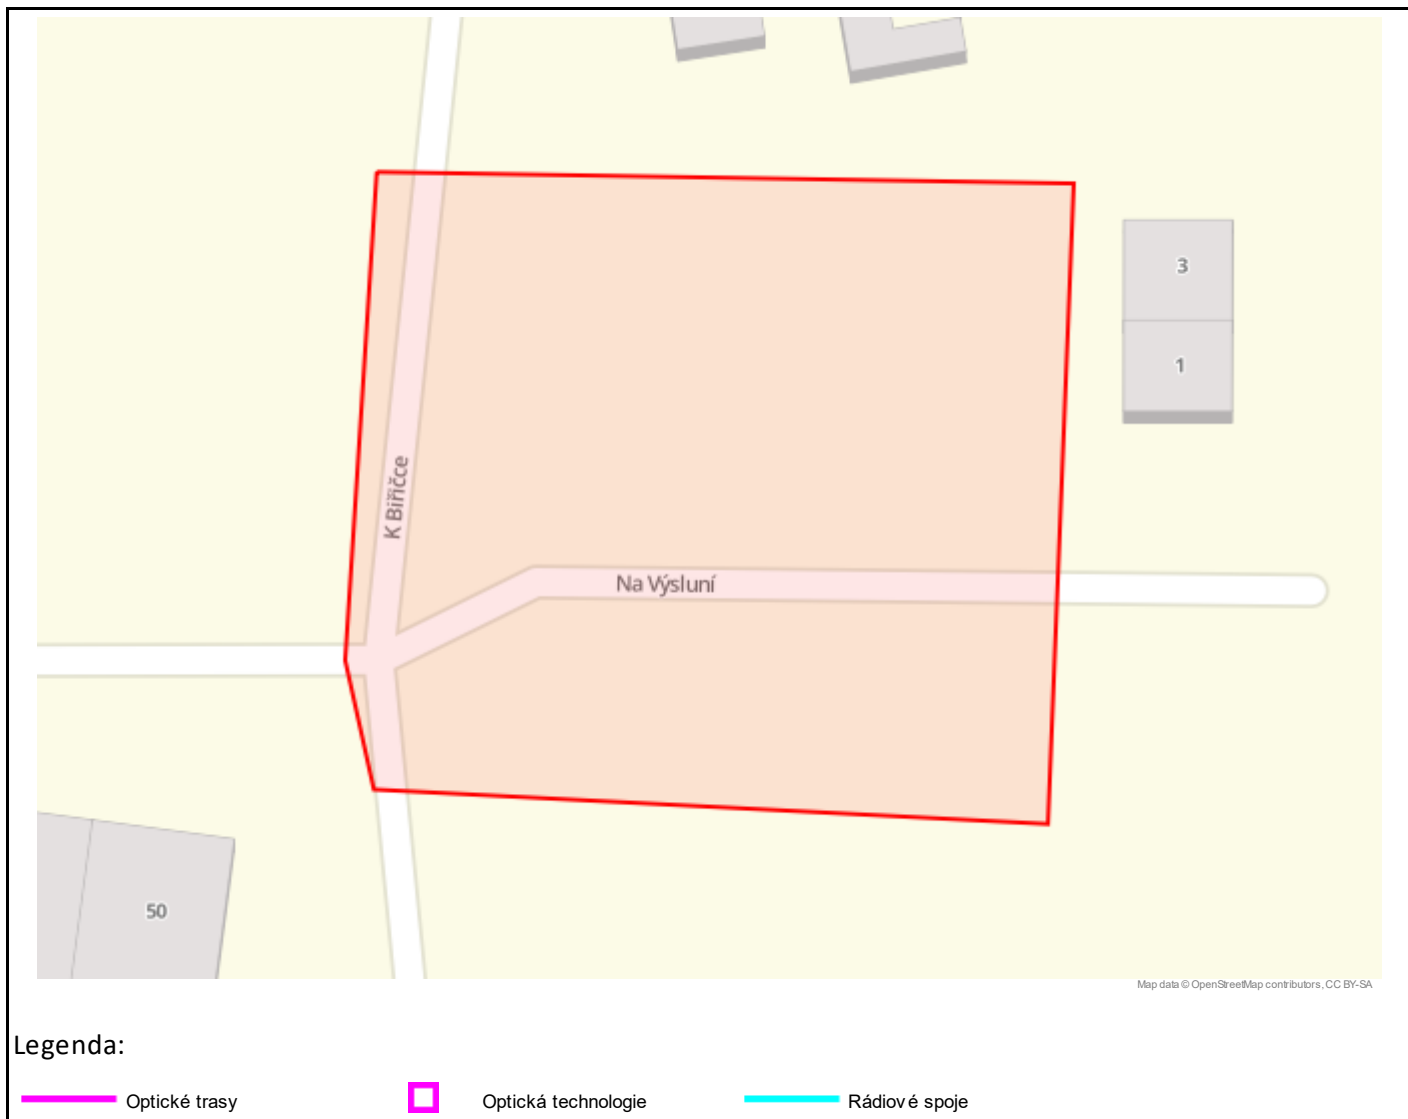 3
1
K Biřičce
Na Výsluní
50
Map data © OpenStreetMap contributors, CC BY-SA
Legenda:
Optické trasy Optická technologie Rádiové spoje